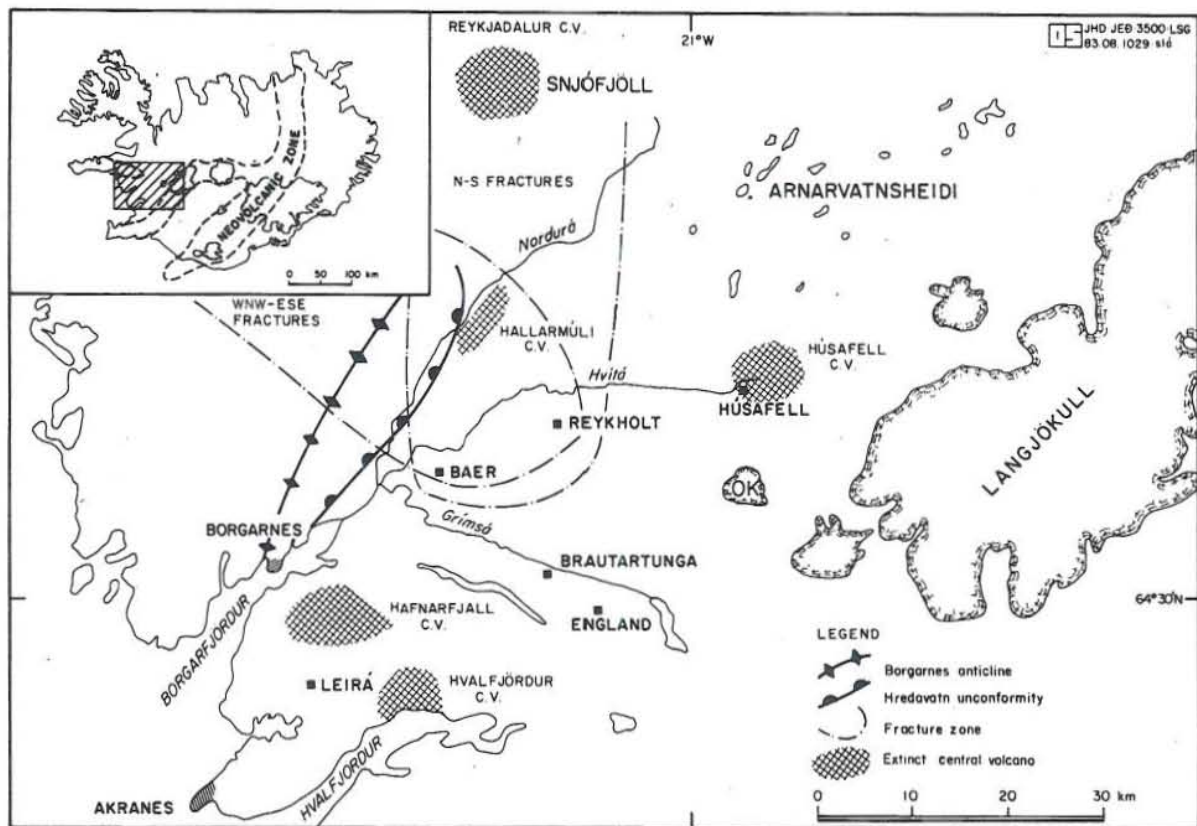 REYKJADALUR C.V.
21°W
JHD JEÐ 3500 LSG
83.08.1029 sló
SNJÓFJÖLL
NEOVOLCANIC ZONE
0 50 100 km
N-S FRACTURES
ARNARVATNSHEIDI
Nordurá
WNW-ESE
FRACTURES
HALLARMÚLI
C.V.
Hvítá
HÚSAFELL
C.V.
HÚSAFELL
REYKHOLT
BAER
LANGJÖKULL
OK
Grímsá
BORGARNES
BRAUTARTUNGA
HAFNARFJALL
C.V.
ENGLAND
64°30'N
BORGARFJÖRDUR
LEIRÁ
HVALFJÖRDUR
C.V.
HVALFJÖRDUR
AKRANES
LEGEND
Borgarnes anticline
Hredavatn unconformity
Fracture zone
Extinct central volcano
0 10 20 30 km